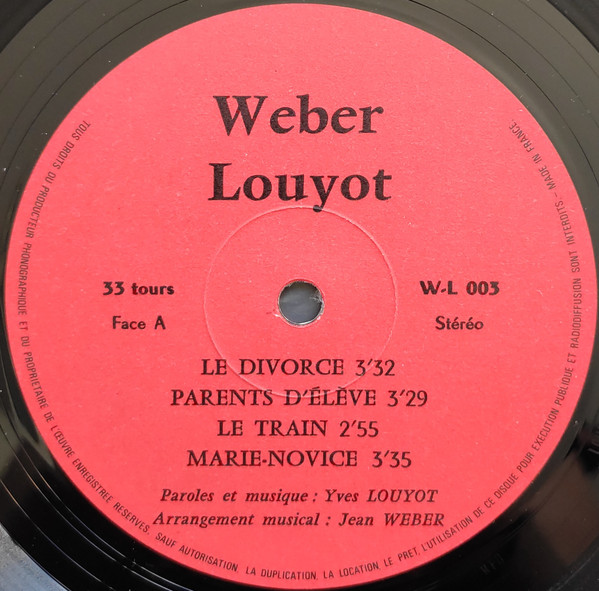 Weber
Louyot
33 tours
Face A
W-L 003
Stéréo
LE DIVORCE 3'32
PARENTS D'ÉLÈVE 3'29
LE TRAIN 2'55
MARIE-NOVICE 3'35
Paroles et musique : Yves LOUYOT
Arrangement musical : Jean WEBER
TOUS DROITS DU PRODUCTEUR PHONOGRAPHIQUE ET DU PROPRIETAIRE DE L'ŒUVRE ENREGISTREE RESERVES. SAUF AUTORISATION, LA DUPLICATION, LA LOCATION, LE PRET, L'UTILISATION DE CE DISQUE POUR EXECUTION PUBLIQUE ET RADIODIFFUSION SONT INTERDITS – MADE IN FRANCE